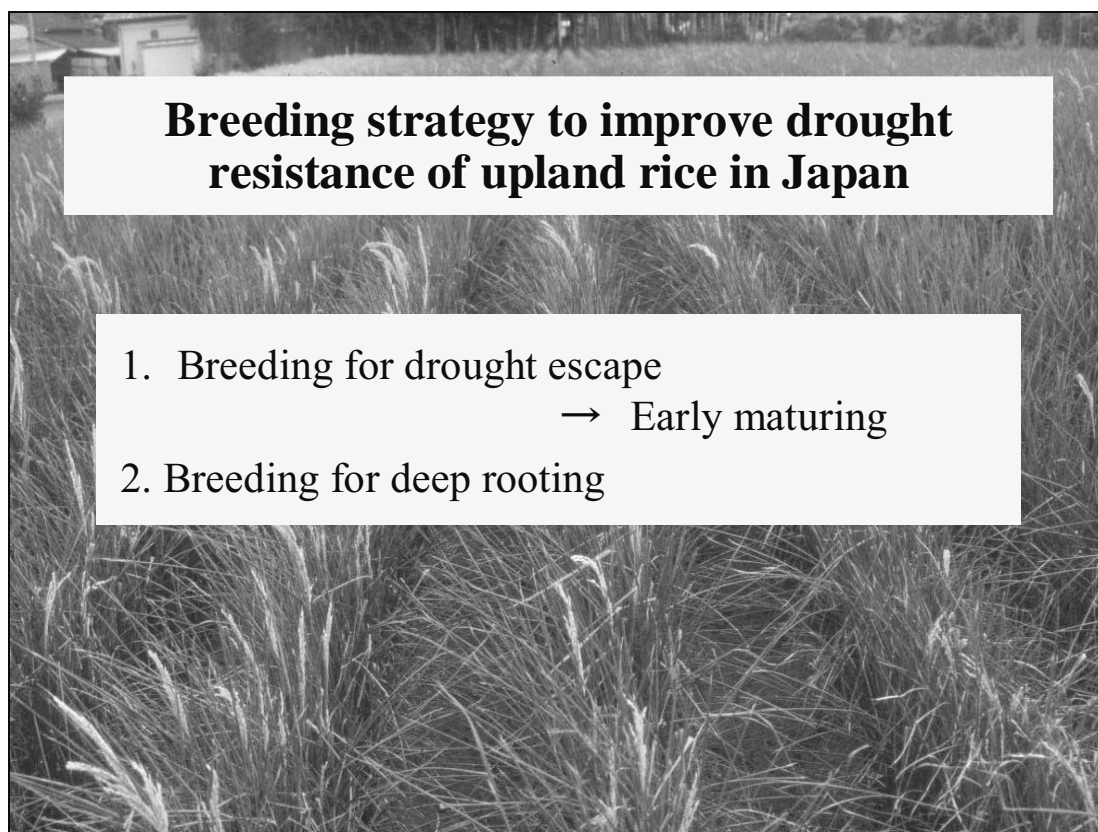 Breeding strategy to improve drought
resistance of upland rice in Japan
1. Breeding for drought escape
→ Early maturing
2. Breeding for deep rooting